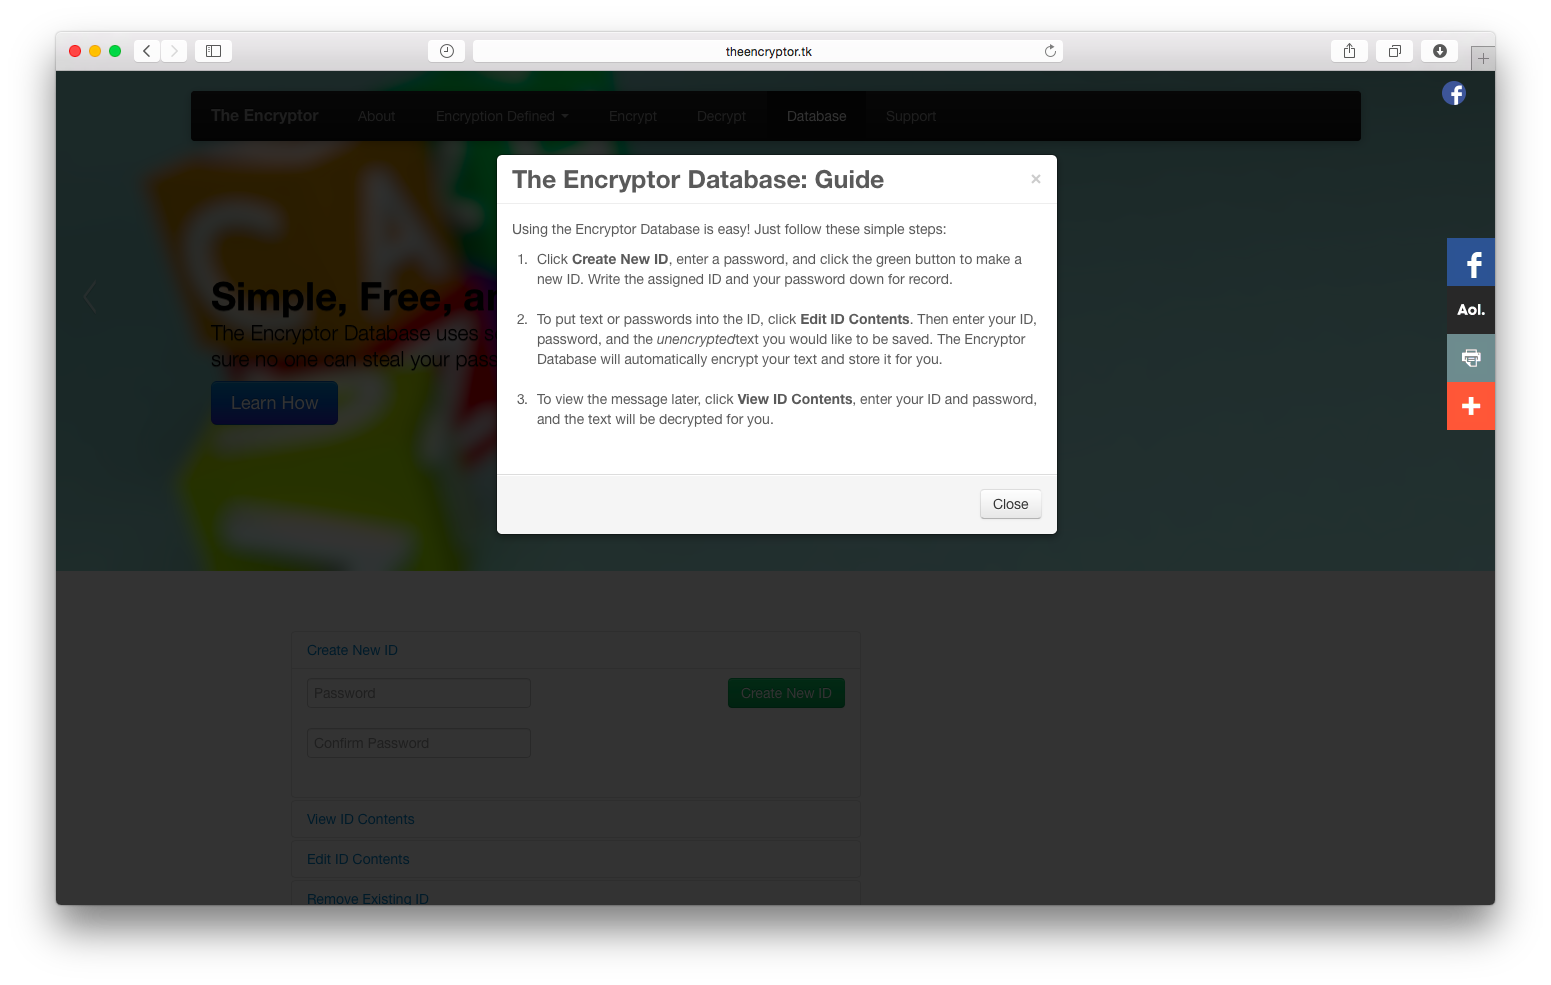 theencryptor.tk
The Encryptor About Encryption Defined Encrypt Decrypt Database Support
The Encryptor Database: Guide ×
Using the Encryptor Database is easy! Just follow these simple steps:
1. Click Create New ID, enter a password, and click the green button to make a
new ID. Write the assigned ID and your password down for record.
2. To put text or passwords into the ID, click Edit ID Contents. Then enter your ID,
password, and the unencryptedtext you would like to be saved. The Encryptor
Database will automatically encrypt your text and store it for you.
3. To view the message later, click View ID Contents, enter your ID and password,
and the text will be decrypted for you.
Close
Simple, Free,
The Encryptor Database uses
sure no one can steal your
Learn How
Aol.
Create New ID
Password Create New ID
Confirm Password
View ID Contents
Edit ID Contents
Remove Existing ID